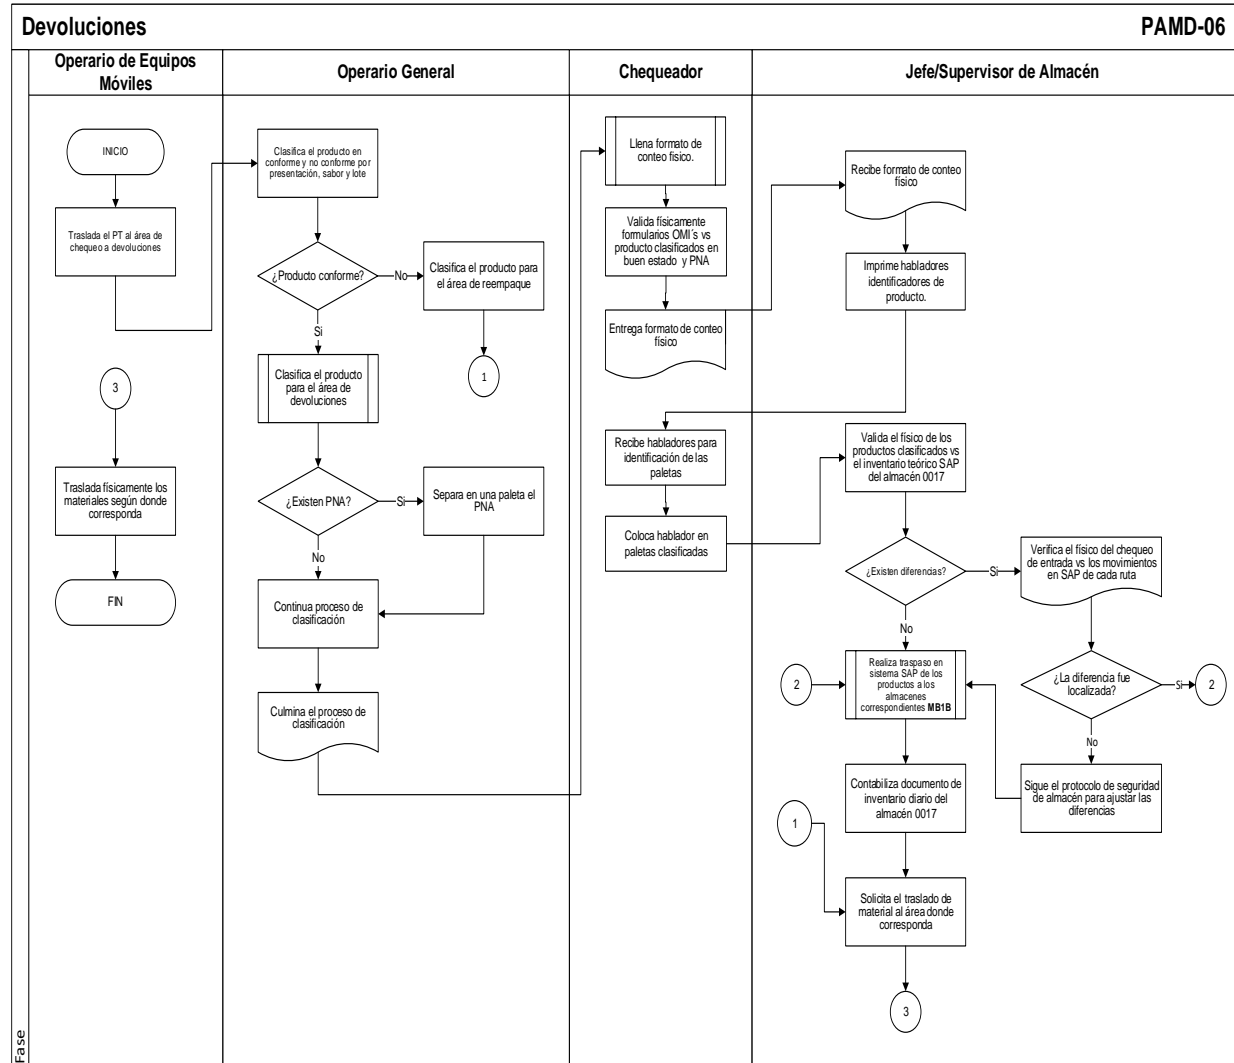 Devoluciones
PAMD-06
Fase
Operario de Equipos
Móviles
Operario General
Chequeador
Jefe/Supervisor de Almacén
INICIO
Traslada el PT al área de
chequeo a devoluciones
3
Traslada físicamente los
materiales según donde
corresponda
FIN
Clasifica el producto en
conforme y no conforme por
presentación, sabor y lote
¿Producto conforme?
No
Clasifica el producto para
el área de reempaque
1
Si
Clasifica el producto
para el área de
devoluciones
¿Existen PNA?
Si
Separa en una paleta el
PNA
No
Continua proceso de
clasificación
Culmina el proceso de
clasificación
Llena formato de
conteo fisico.
Valida físicamente
formularios OMI´s vs
producto clasificados en
buen estado y PNA
Entrega formato de conteo
físico
Recibe habladores para
identificación de las
paletas
Coloca hablador en
paletas clasificadas
Recibe formato de conteo
físico
Imprime habladores
identificadores de
producto.
Valida el físico de los
productos clasificados vs
el inventario teórico SAP
del almacén 0017
¿Existen diferencias?
Si
Verifica el físico del chequeo
de entrada vs los movimientos
en SAP de cada ruta
No
2
Realiza traspaso en
sistema SAP de los
productos a los
almacenes
correspondientes MB1B
¿La diferencia fue
localizada?
Si
2
No
Sigue el protocolo de seguridad
de almacén para ajustar las
diferencias
Contabiliza documento de
inventario diario del
almacén 0017
1
Solicita el traslado de
material al área donde
corresponda
3